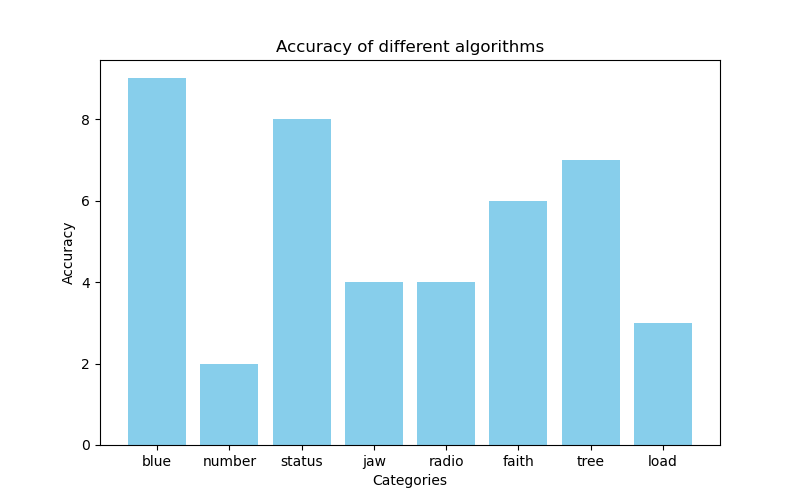 Accuracy of different algorithms
Accuracy
8
6
4
2
0
blue number status jaw radio faith tree load
Categories